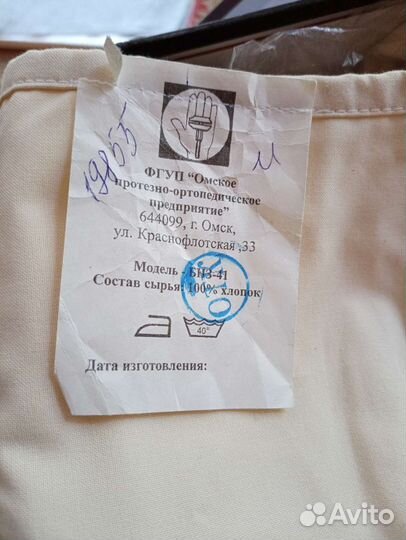 19855
и
ФГУП "Омское
протезно-ортопедическое
предприятие"
644099, г. Омск,
ул. Краснофлотская ,33
Модель - БНЗ-41
Состав сырья: 100% хлопок
40°
Дата изготовления:
Avito